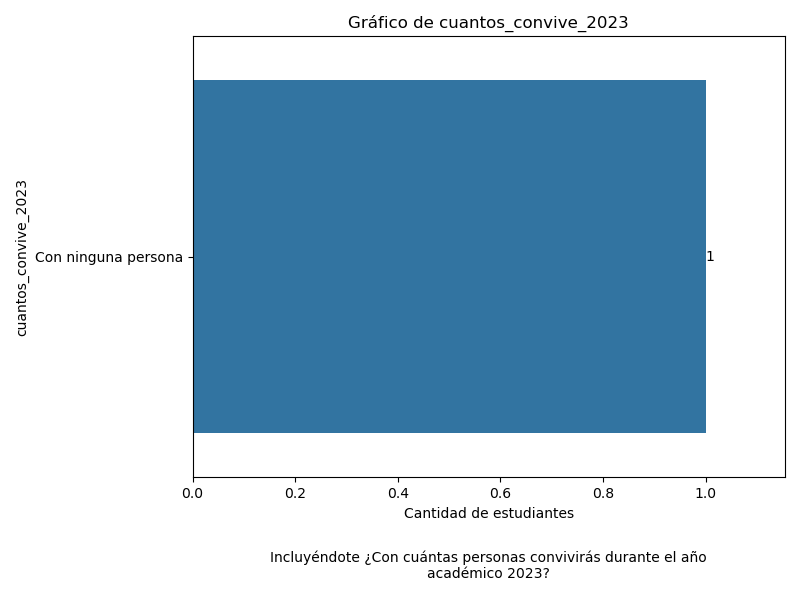 Gráfico de cuantos_convive_2023
cuantos_convive_2023
Con ninguna persona
1
0.0 0.2 0.4 0.6 0.8 1.0
Cantidad de estudiantes
Incluyéndote ¿Con cuántas personas convivirás durante el año
académico 2023?